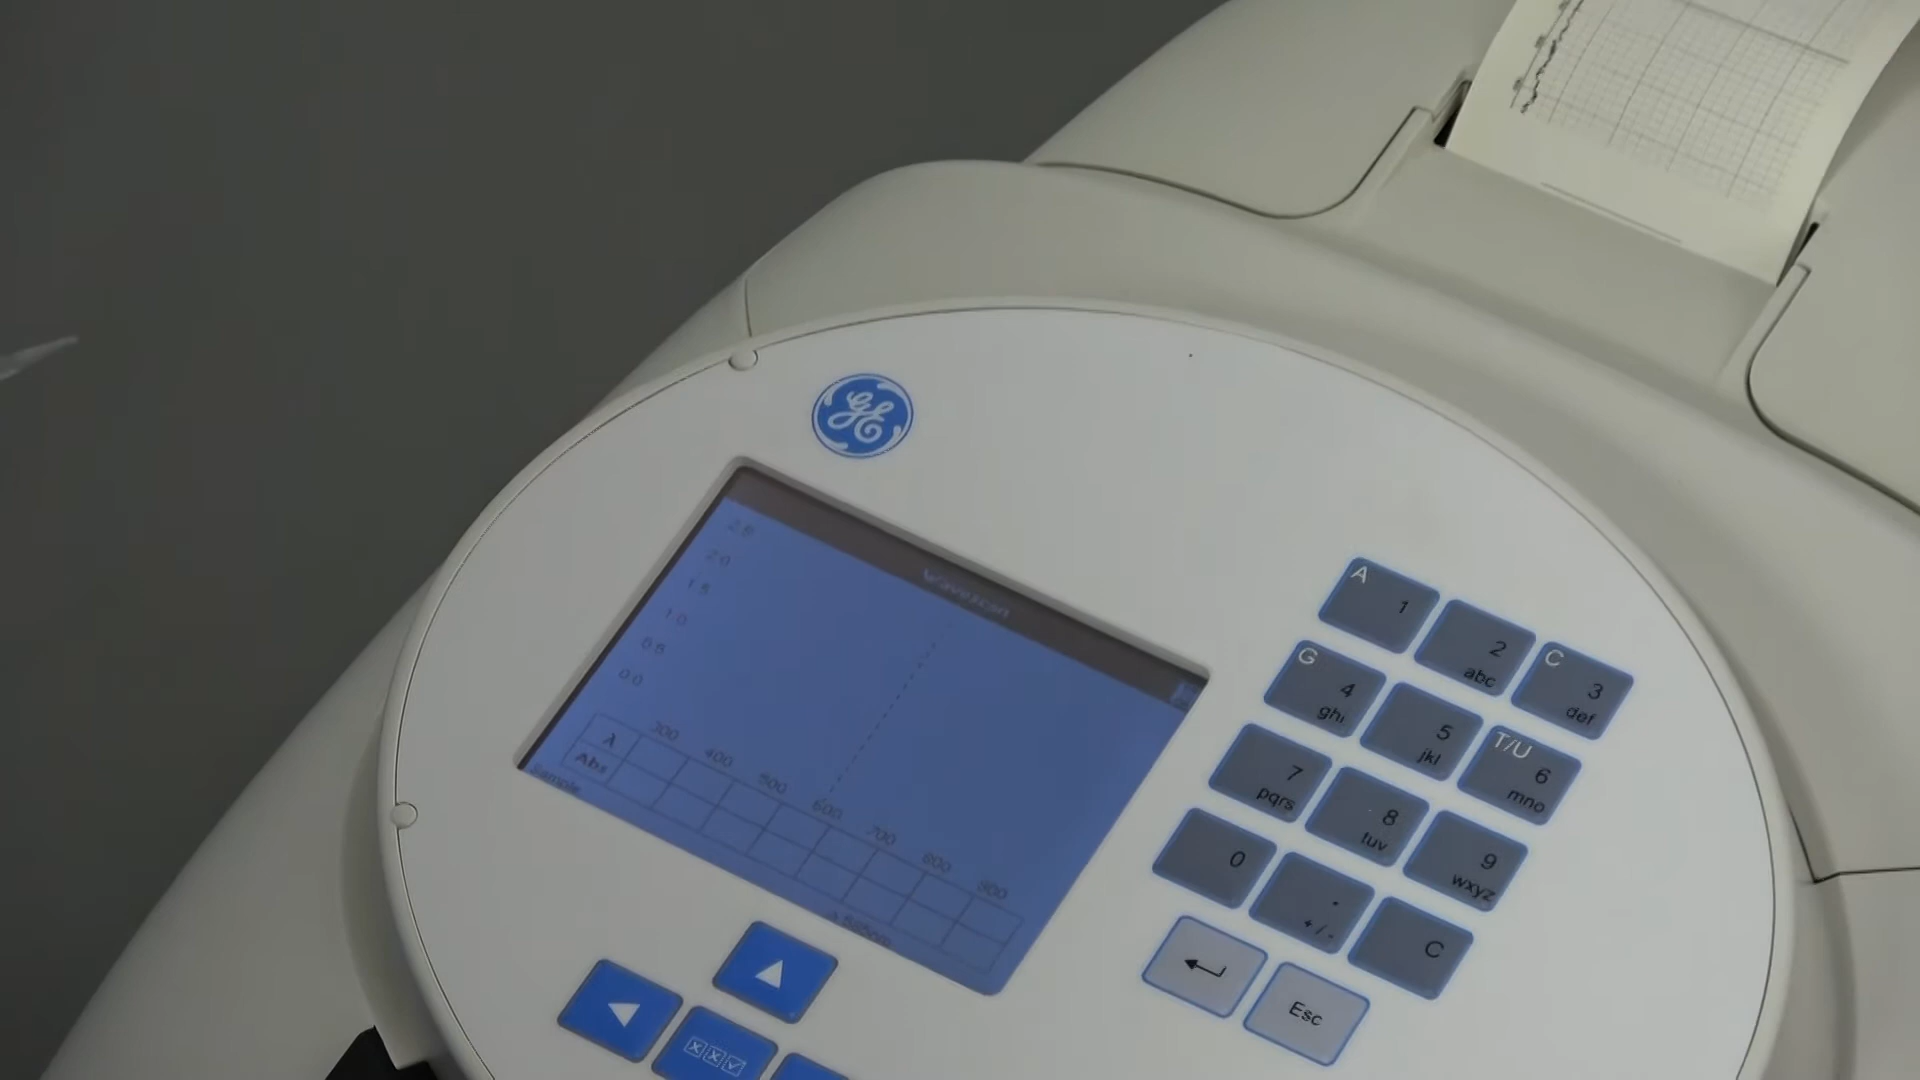 GE
Wavescan
2.5
2.0
1.5
1.0
0.5
0.0
300 400 500 600 700 800 900
λ
Abs
Sample
A 1
2 abc
C 3 def
G 4 ghi
5 jkl
T/U 6 mno
7 pqrs
8 tuv
9 wxyz
0
. +/-
C
Esc